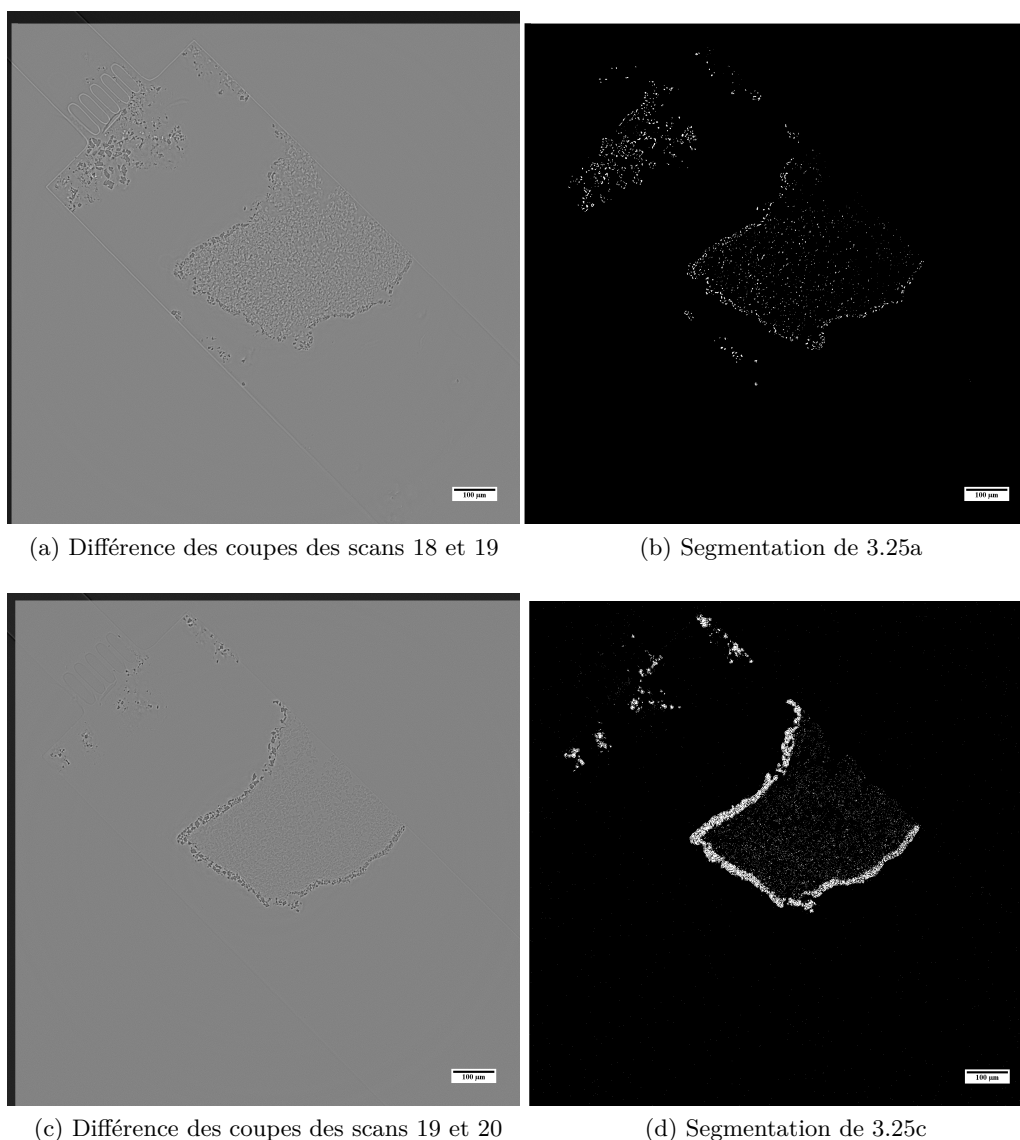 100 µm
100 µm
(a) Différence des coupes des scans 18 et 19
(b) Segmentation de 3.25a
100 µm
100 µm
(c) Différence des coupes des scans 19 et 20
(d) Segmentation de 3.25c